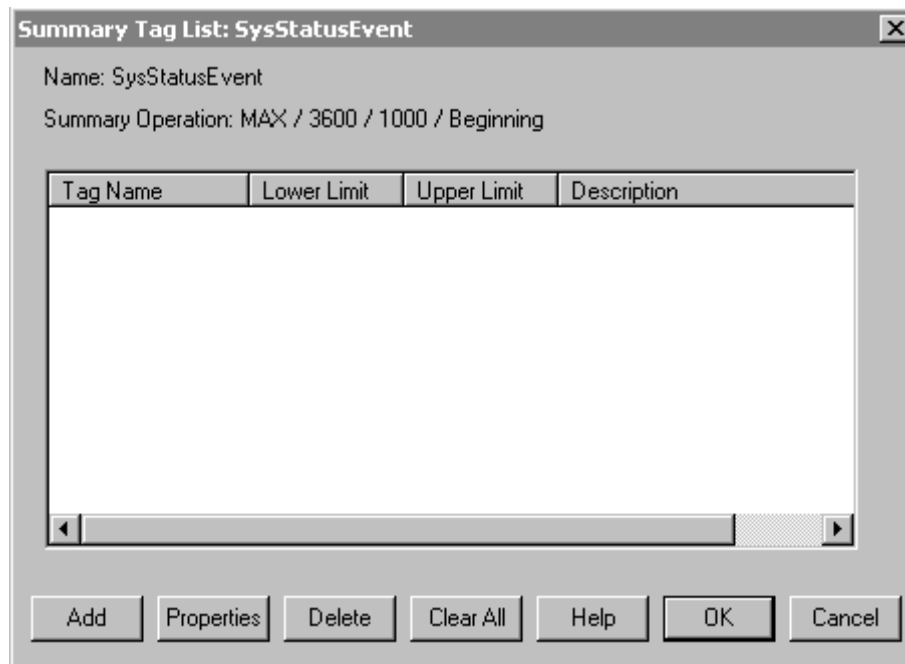 Summary Tag List: SysStatusEvent
Name: SysStatusEvent
Summary Operation: MAX / 3600 / 1000 / Beginning
Tag Name Lower Limit Upper Limit Description
Add Properties Delete Clear All Help OK Cancel